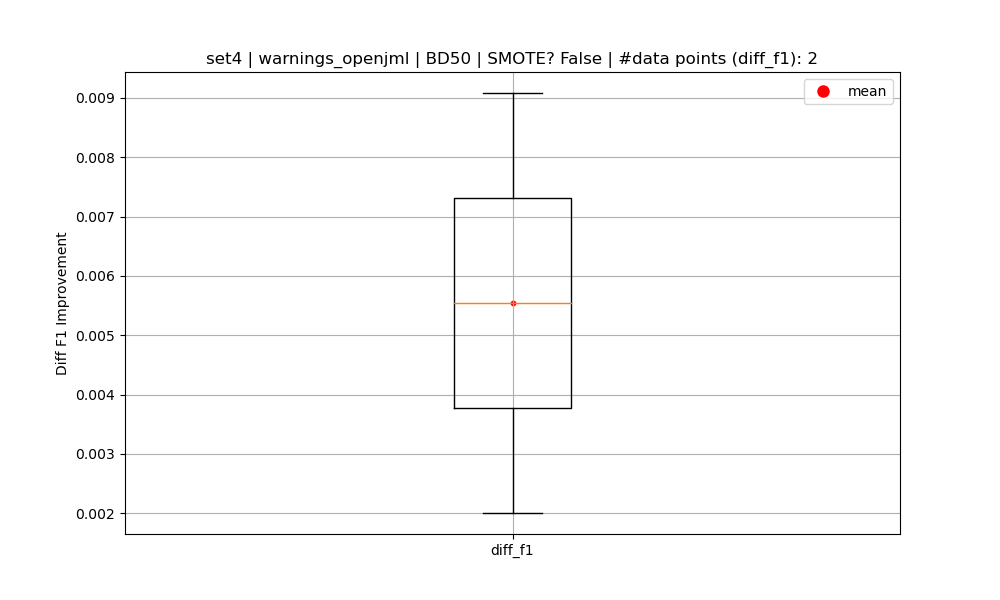 set4 | warnings_openjml | BD50 | SMOTE? False | #data points (diff_f1): 2
mean
0.009
0.008
0.007
0.006
0.005
0.004
0.003
0.002
Diff F1 Improvement
diff_f1